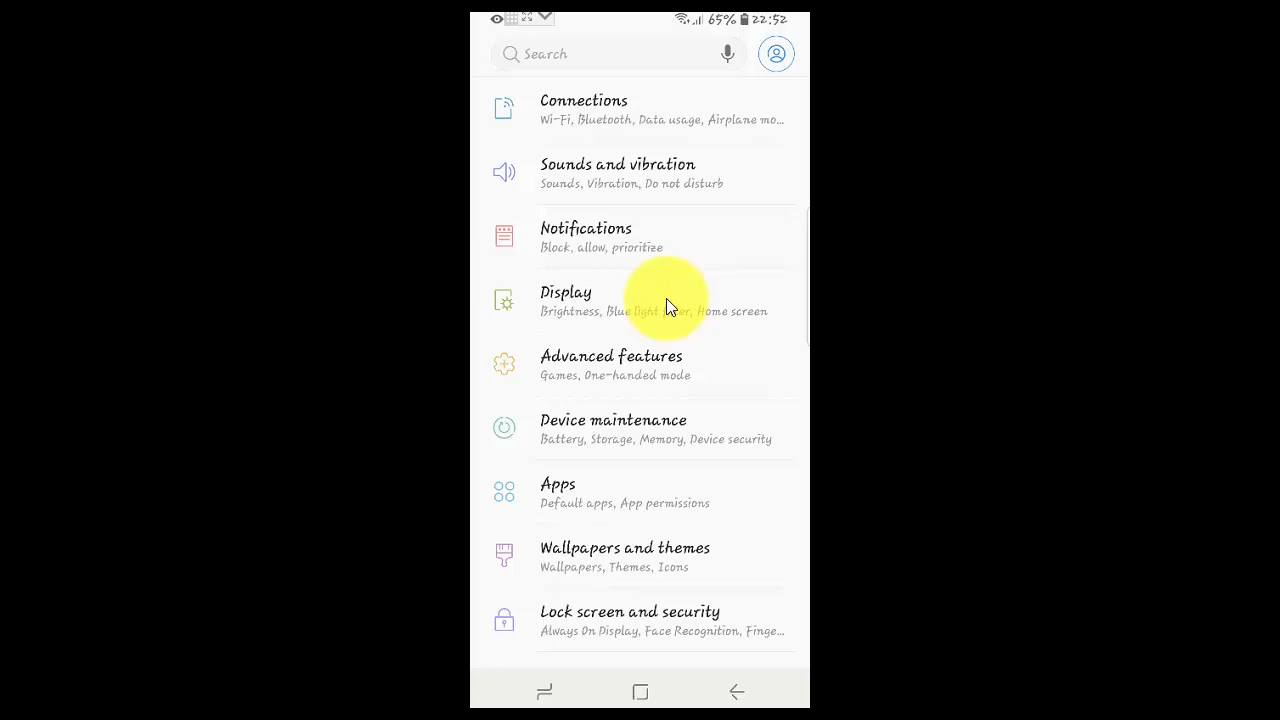 65% 22:52
Search
Connections
Wi-Fi, Bluetooth, Data usage, Airplane mo...
Sounds and vibration
Sounds, Vibration, Do not disturb
Notifications
Block, allow, prioritize
Display
Brightness, Blue light filter, Home screen
Advanced features
Games, One-handed mode
Device maintenance
Battery, Storage, Memory, Device security
Apps
Default apps, App permissions
Wallpapers and themes
Wallpapers, Themes, Icons
Lock screen and security
Always On Display, Face Recognition, Finge...